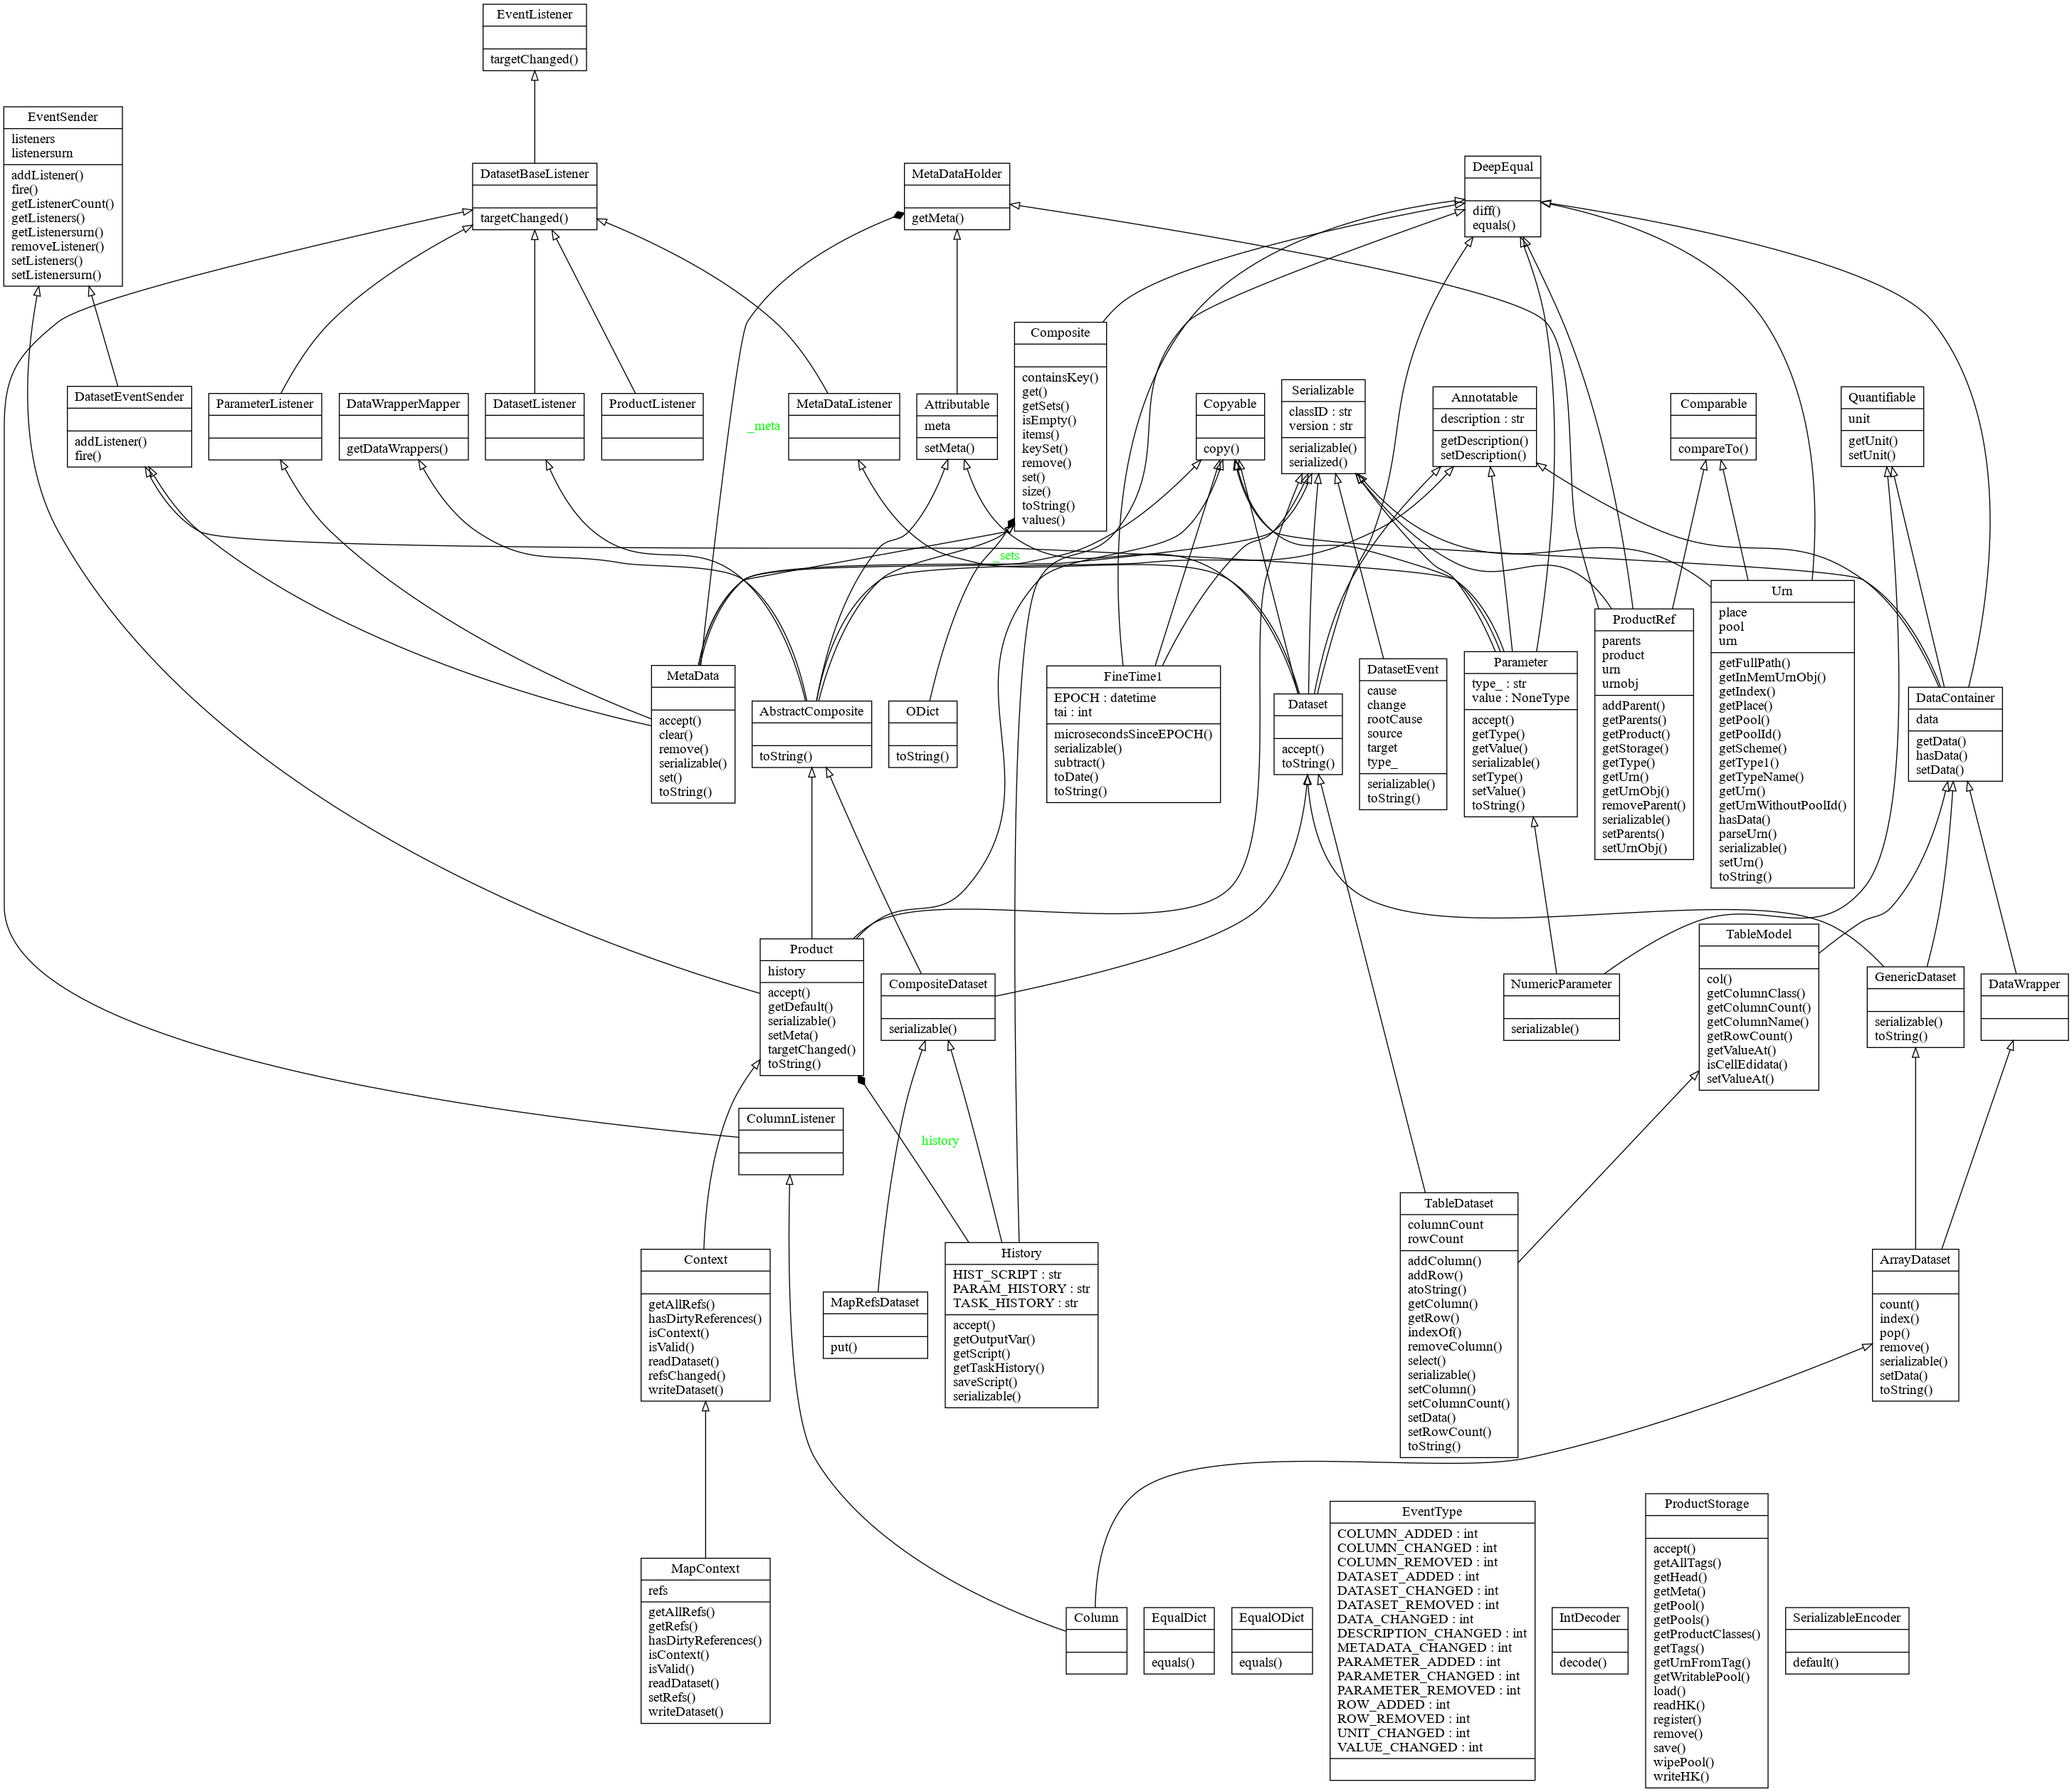 EventListener
targetChanged()
EventSender
listeners
listenersurn
addListener()
fire()
getListenerCount()
getListeners()
getListenersurn()
removeListener()
setListeners()
setListenersurn()
DatasetBaseListener
targetChanged()
MetaDataHolder
getMeta()
DeepEqual
diff()
equals()
Composite
containsKey()
get()
getSets()
isEmpty()
items()
keySet()
remove()
set()
size()
toString()
values()
DatasetEventSender
addListener()
fire()
ParameterListener
DataWrapperMapper
getDataWrappers()
DatasetListener
ProductListener
_meta
MetaDataListener
Attributable
meta
setMeta()
Copyable
copy()
Serializable
classID : str
version : str
serializable()
serialized()
Annotatable
description : str
getDescription()
setDescription()
Comparable
compareTo()
Quantifiable
unit
getUnit()
setUnit()
_sets
MetaData
accept()
clear()
remove()
serializable()
set()
toString()
AbstractComposite
toString()
ODict
toString()
FineTime1
EPOCH : datetime
tai : int
microsecondsSinceEPOCH()
serializable()
subtract()
toDate()
toString()
Dataset
accept()
toString()
DatasetEvent
cause
change
rootCause
source
target
type_
serializable()
toString()
Parameter
type_ : str
value : NoneType
accept()
getType()
getValue()
serializable()
setType()
setValue()
toString()
ProductRef
parents
product
urn
urnobj
addParent()
getParents()
getProduct()
getStorage()
getType()
getUrn()
getUrnObj()
removeParent()
serializable()
setParents()
setUrnObj()
Urn
place
pool
urn
getFullPath()
getInMemUrnObj()
getIndex()
getPlace()
getPool()
getPoolId()
getScheme()
getType1()
getTypeName()
getUrn()
getUrnWithoutPoolId()
hasData()
parseUrn()
serializable()
setUrn()
toString()
DataContainer
data
getData()
hasData()
setData()
Product
history
accept()
getDefault()
serializable()
setMeta()
targetChanged()
toString()
CompositeDataset
serializable()
NumericParameter
serializable()
TableModel
col()
getColumnClass()
getColumnCount()
getColumnName()
getRowCount()
getValueAt()
isCellEdidata()
setValueAt()
GenericDataset
serializable()
toString()
DataWrapper
ColumnListener
history
Context
getAllRefs()
hasDirtyReferences()
isContext()
isValid()
readDataset()
refsChanged()
writeDataset()
MapRefsDataset
put()
History
HIST_SCRIPT : str
PARAM_HISTORY : str
TASK_HISTORY : str
accept()
getOutputVar()
getScript()
getTaskHistory()
saveScript()
serializable()
TableDataset
columnCount
rowCount
addColumn()
addRow()
atoString()
getColumn()
getRow()
indexOf()
removeColumn()
select()
serializable()
setColumn()
setColumnCount()
setData()
setRowCount()
toString()
ArrayDataset
count()
index()
pop()
remove()
serializable()
setData()
toString()
MapContext
refs
getAllRefs()
getRefs()
hasDirtyReferences()
isContext()
isValid()
readDataset()
setRefs()
writeDataset()
Column
EqualDict
equals()
EqualODict
equals()
EventType
COLUMN_ADDED : int
COLUMN_CHANGED : int
COLUMN_REMOVED : int
DATASET_ADDED : int
DATASET_CHANGED : int
DATASET_REMOVED : int
DATA_CHANGED : int
DESCRIPTION_CHANGED : int
METADATA_CHANGED : int
PARAMETER_ADDED : int
PARAMETER_CHANGED : int
PARAMETER_REMOVED : int
ROW_ADDED : int
ROW_REMOVED : int
UNIT_CHANGED : int
VALUE_CHANGED : int
IntDecoder
decode()
ProductStorage
accept()
getAllTags()
getHead()
getMeta()
getPool()
getPools()
getProductClasses()
getTags()
getUrnFromTag()
getWritablePool()
load()
readHK()
register()
remove()
save()
wipePool()
writeHK()
SerializableEncoder
default()